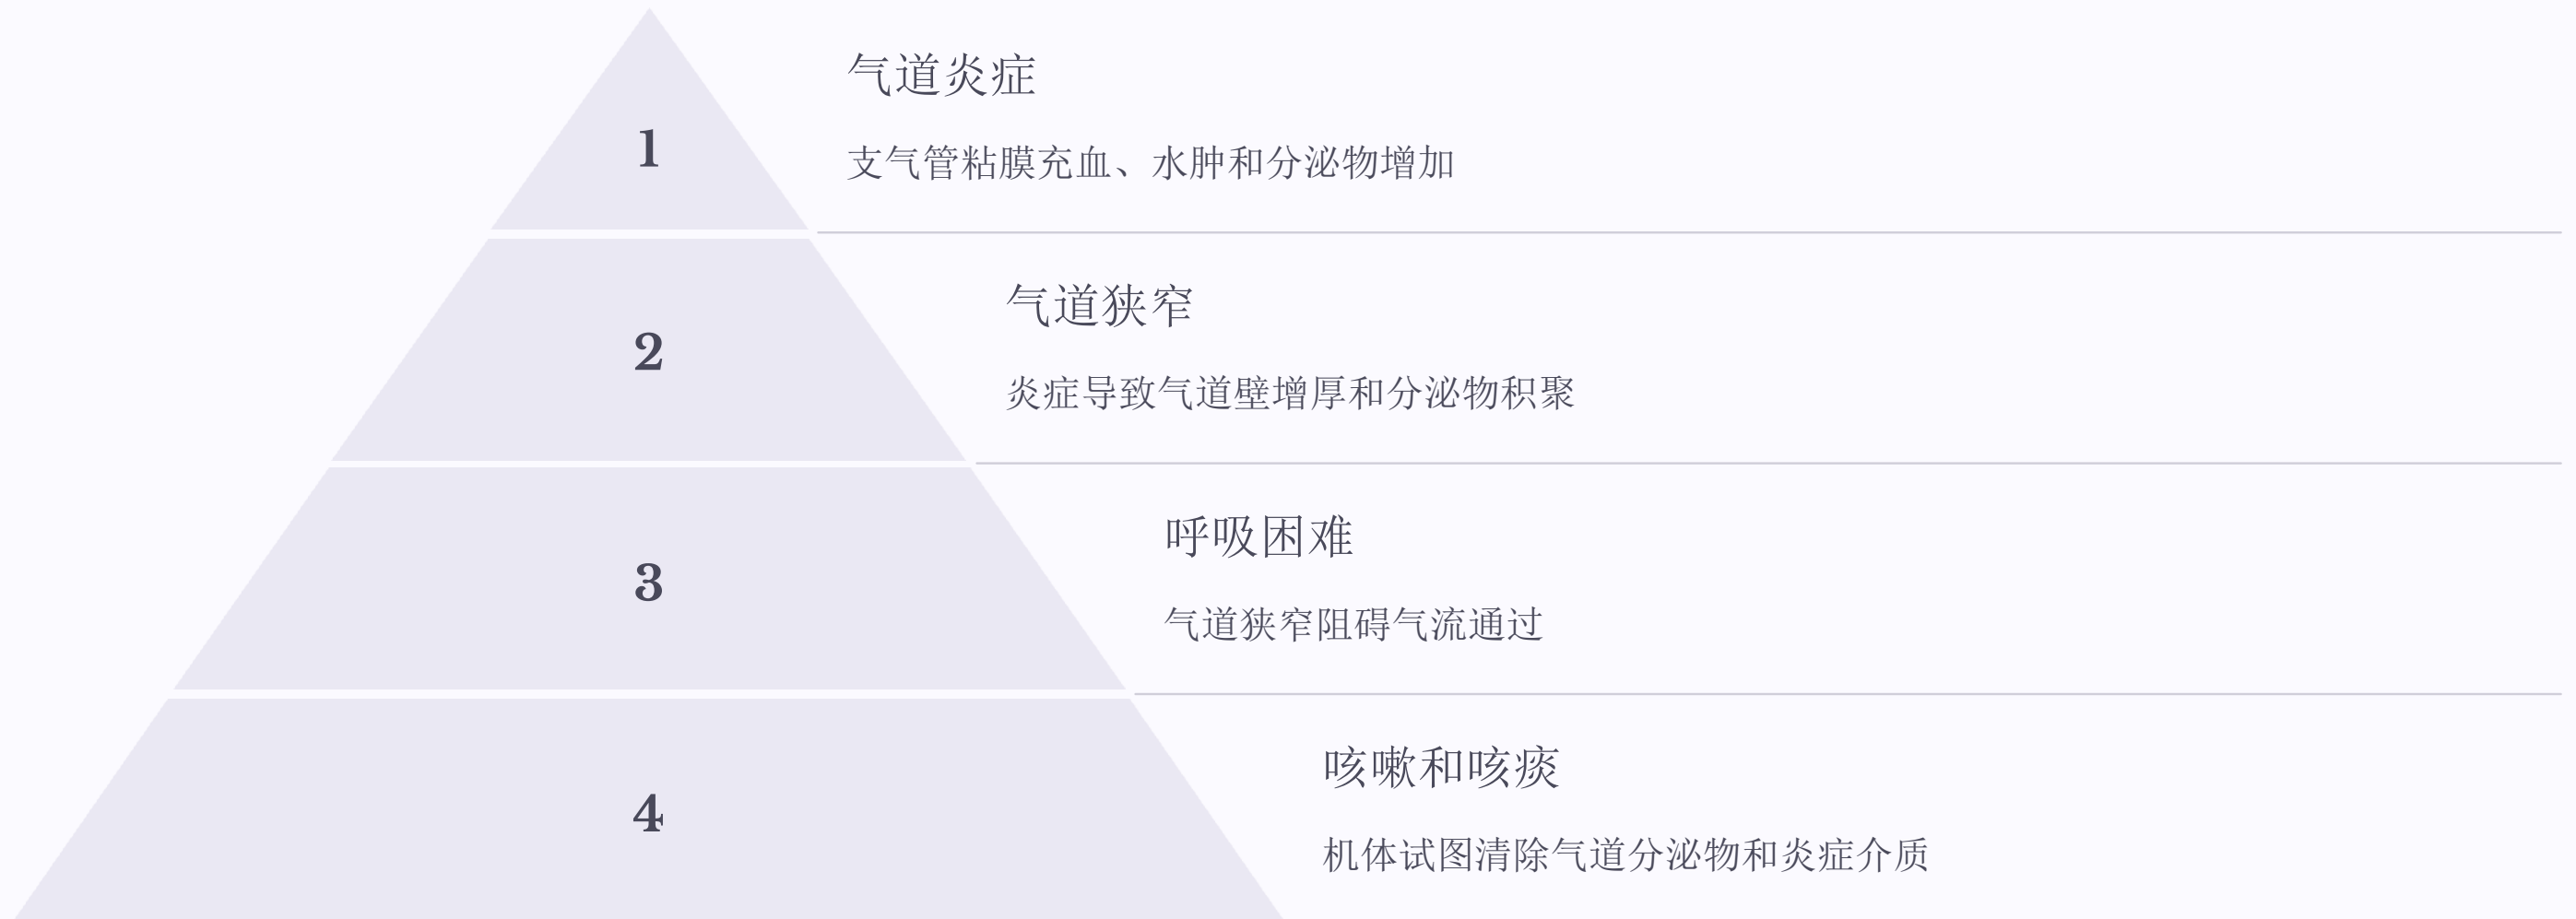 1
气道炎症
支气管粘膜充血、水肿和分泌物增加
2
气道狭窄
炎症导致气道壁增厚和分泌物积聚
3
呼吸困难
气道狭窄阻碍气流通过
4
咳嗽和咳痰
机体试图清除气道分泌物和炎症介质